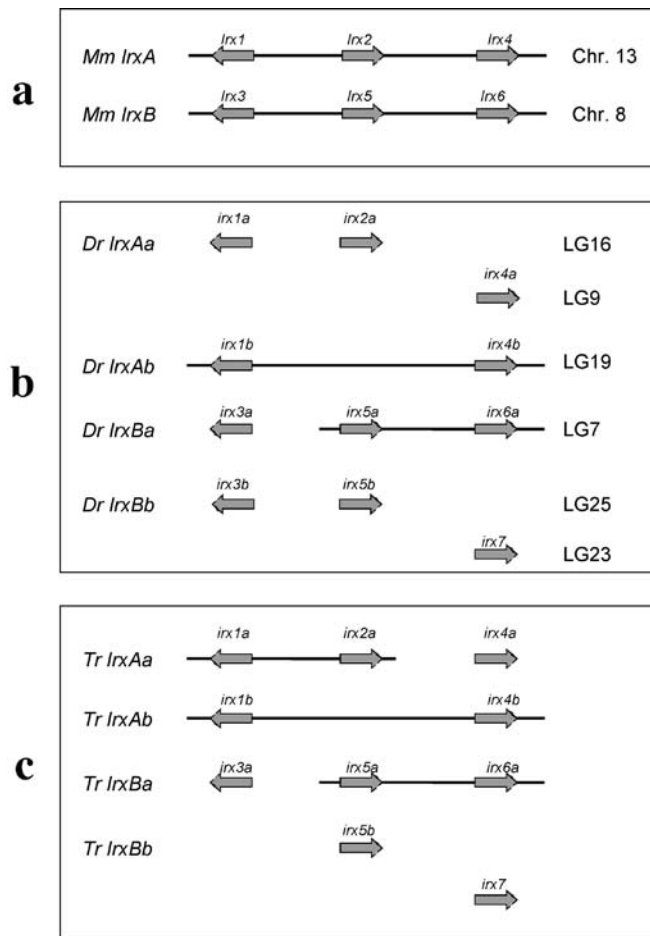 a
Irx1 Irx2 Irx4
Mm IrxA Chr. 13
Irx3 Irx5 Irx6
Mm IrxB Chr. 8
b
irx1a irx2a
Dr IrxAa LG16
irx4a
LG9
irx1b irx4b
Dr IrxAb LG19
irx3a irx5a irx6a
Dr IrxBa LG7
irx3b irx5b
Dr IrxBb LG25
irx7
LG23
c
irx1a irx2a irx4a
Tr IrxAa
irx1b irx4b
Tr IrxAb
irx3a irx5a irx6a
Tr IrxBa
irx5b
Tr IrxBb
irx7